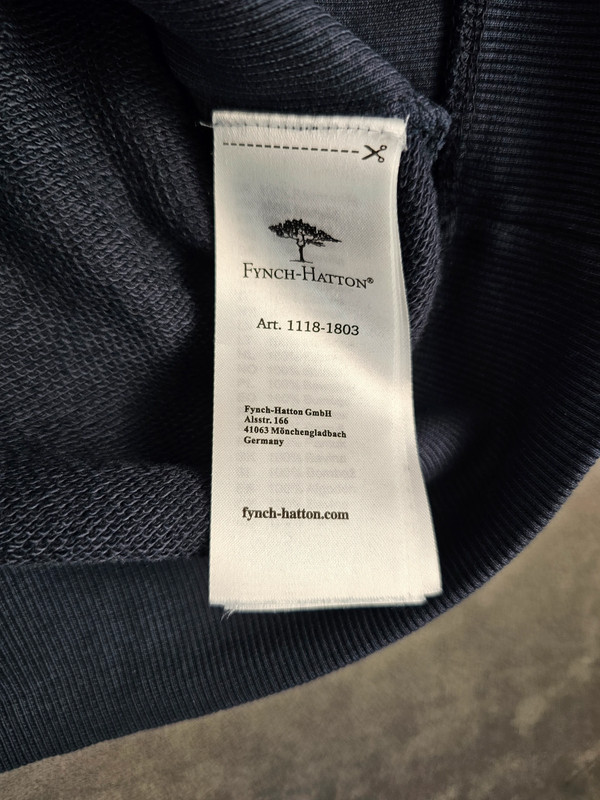 FYNCH-HATTON®
Art. 1118-1803
Fynch-Hatton GmbH
Alsstr. 166
41063 Mönchengladbach
Germany
fynch-hatton.com